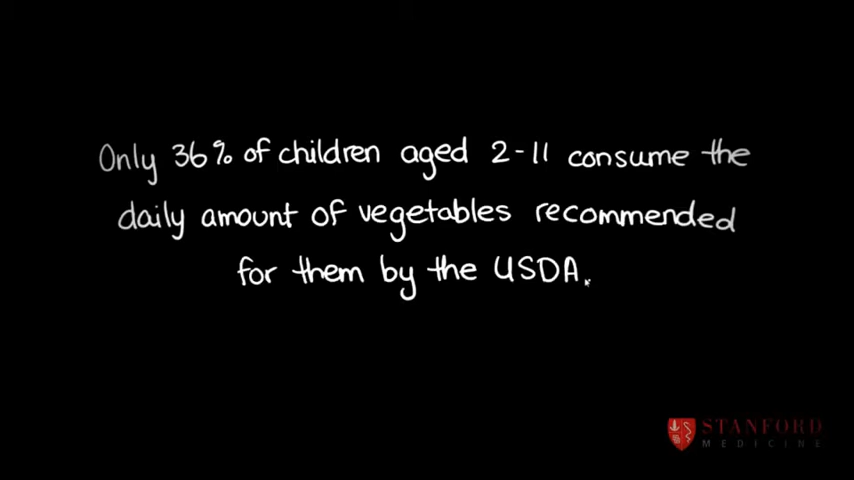 Only 36% of children aged 2-11 consume the
daily amount of vegetables recommended
for them by the USDA.
STANFORD
MEDICINE